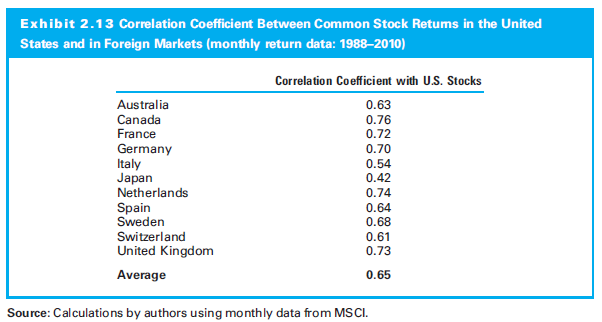 Exhibit 2.13 Correlation Coefficient Between Common Stock Returns in the United
States and in Foreign Markets (monthly return data: 1988–2010)
Correlation Coefficient with U.S. Stocks
Australia 0.63
Canada 0.76
France 0.72
Germany 0.70
Italy 0.54
Japan 0.42
Netherlands 0.74
Spain 0.64
Sweden 0.68
Switzerland 0.61
United Kingdom 0.73
Average 0.65
Source: Calculations by authors using monthly data from MSCI.